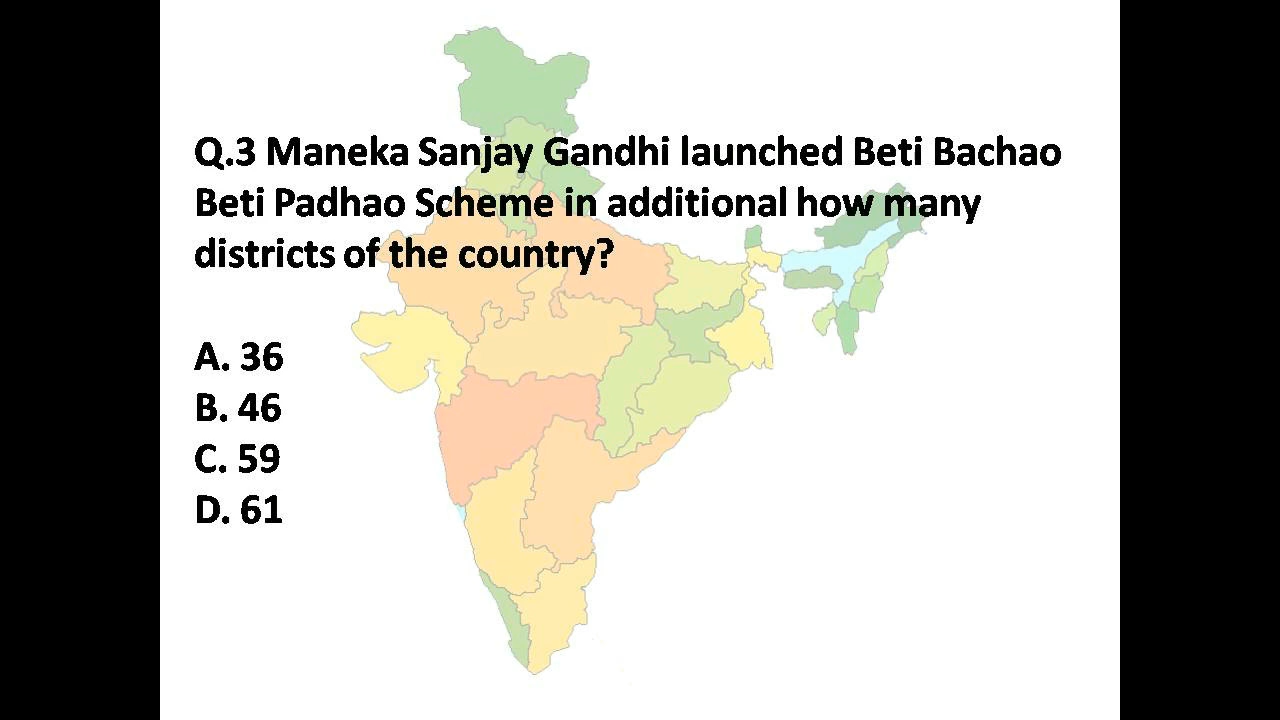 Q.3 Maneka Sanjay Gandhi launched Beti Bachao
Beti Padhao Scheme in additional how many
districts of the country?
A. 36
B. 46
C. 59
D. 61